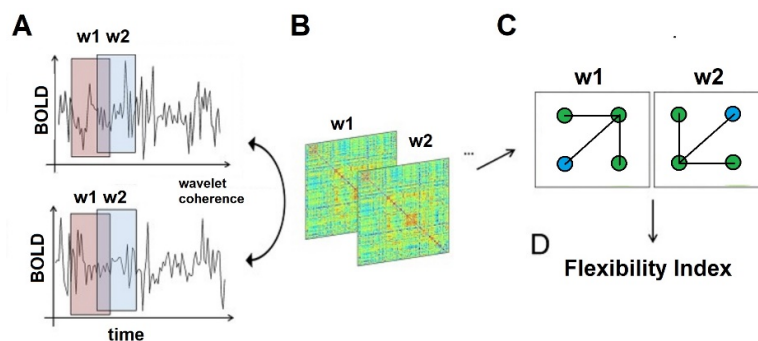 A
w1 w2
BOLD
wavelet
coherence
w1 w2
BOLD
time
B
w1
w2
...
C
w1
w2
D
Flexibility Index